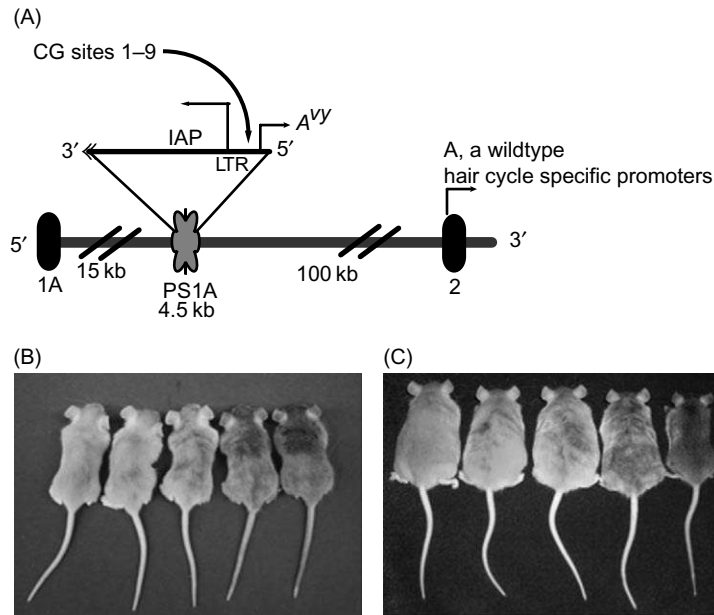 (A)
CG sites 1–9
A^vy
IAP
3′
5′
LTR
A, a wildtype
hair cycle specific promoters
5′
3′
15 kb
100 kb
1A
PS1A
4.5 kb
2
(B)
(C)